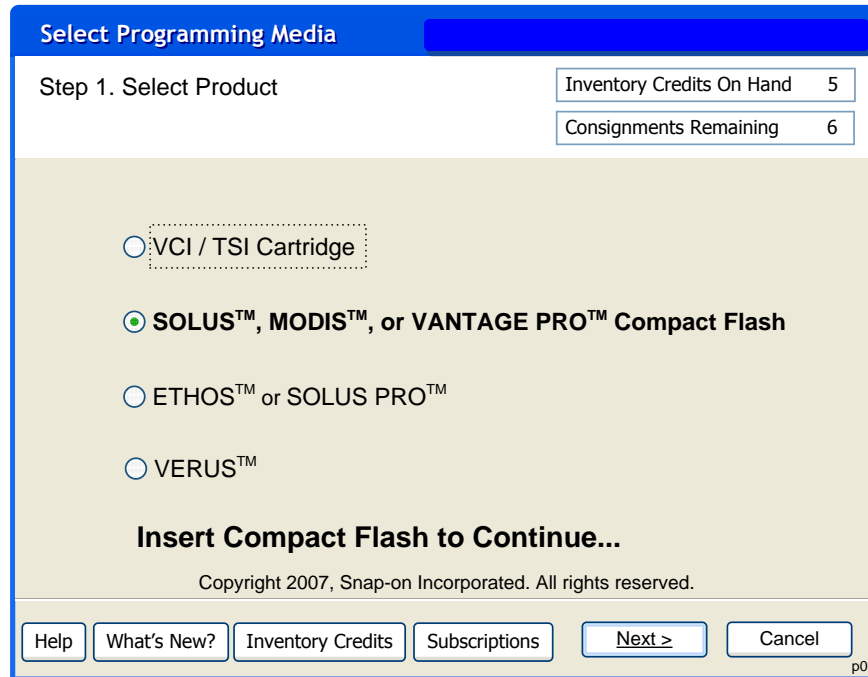 Select Programming Media
Step 1. Select Product
Inventory Credits On Hand 5
Consignments Remaining 6
VCI / TSI Cartridge
SOLUS™, MODIS™, or VANTAGE PRO™ Compact Flash
ETHOS™ or SOLUS PRO™
VERUS™
Insert Compact Flash to Continue...
Copyright 2007, Snap-on Incorporated. All rights reserved.
Help What's New? Inventory Credits Subscriptions Next > Cancel
p0